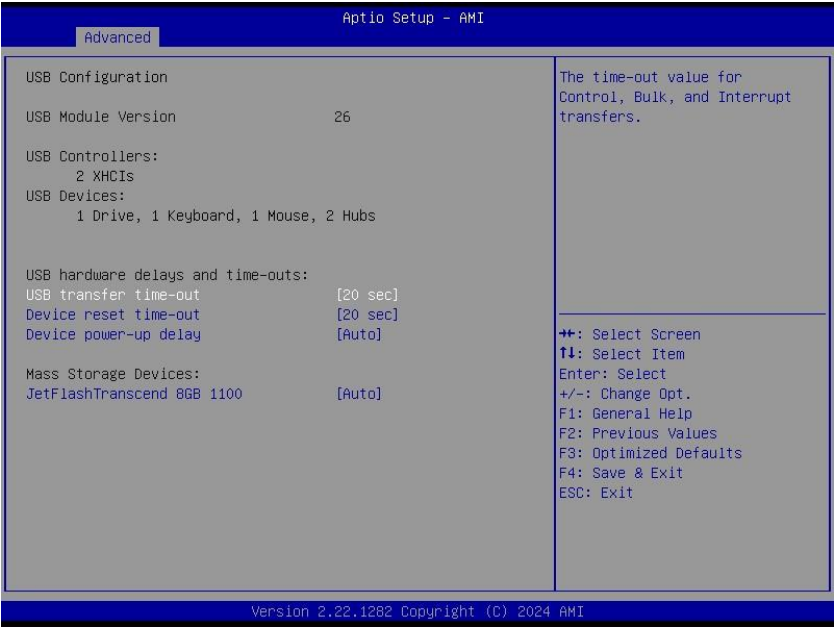 Aptio Setup - AMI
Advanced
USB Configuration
USB Module Version 26
USB Controllers:
2 XHCIs
USB Devices:
1 Drive, 1 Keyboard, 1 Mouse, 2 Hubs
USB hardware delays and time-outs:
USB transfer time-out [20 sec]
Device reset time-out [20 sec]
Device power-up delay [Auto]
Mass Storage Devices:
JetFlashTranscend 8GB 1100 [Auto]
The time-out value for
Control, Bulk, and Interrupt
transfers.
→←: Select Screen
↑↓: Select Item
Enter: Select
+/-: Change Opt.
F1: General Help
F2: Previous Values
F3: Optimized Defaults
F4: Save & Exit
ESC: Exit
Version 2.22.1282 Copyright (C) 2024 AMI